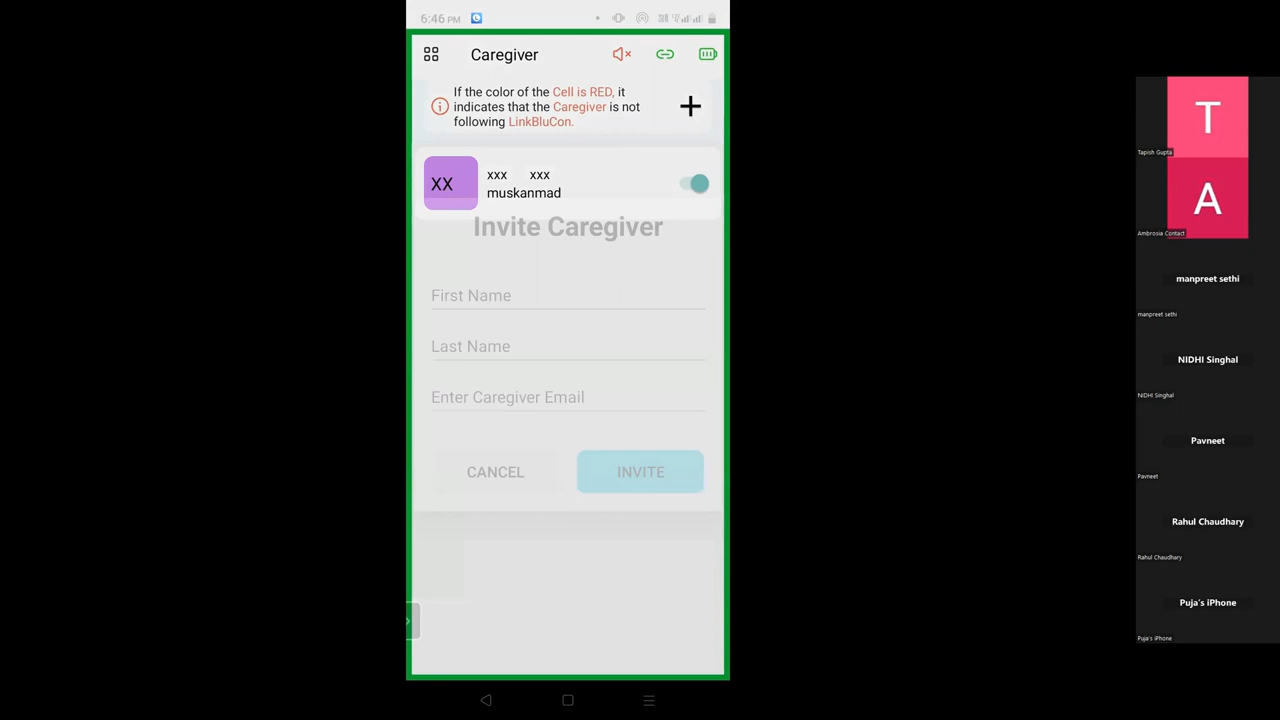 6:46 PM
Caregiver
If the color of the Cell is RED, it
indicates that the Caregiver is not
following LinkBluCon.
XX
xxx xxx
muskanmad
Invite Caregiver
First Name
Last Name
Enter Caregiver Email
CANCEL
INVITE
T
Tapish Gupta
A
Ambrosia Contact
manpreet sethi
manpreet sethi
NIDHI Singhal
NIDHI Singhal
Pavneet
Pavneet
Rahul Chaudhary
Rahul Chaudhary
Puja's iPhone
Puja's iPhone